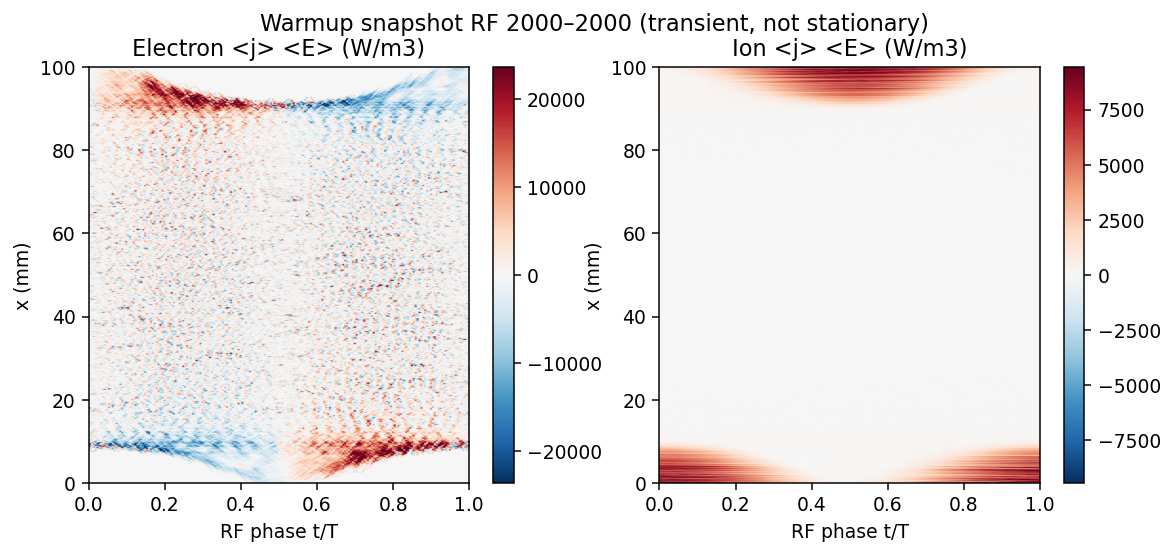 Warmup snapshot RF 2000–2000 (transient, not stationary)
Electron <j> <E> (W/m3)
Ion <j> <E> (W/m3)
100
80
60
40
20
0
x (mm)
0.0 0.2 0.4 0.6 0.8 1.0
RF phase t/T
20000
10000
0
−10000
−20000
100
80
60
40
20
0
x (mm)
0.0 0.2 0.4 0.6 0.8 1.0
RF phase t/T
7500
5000
2500
0
−2500
−5000
−7500